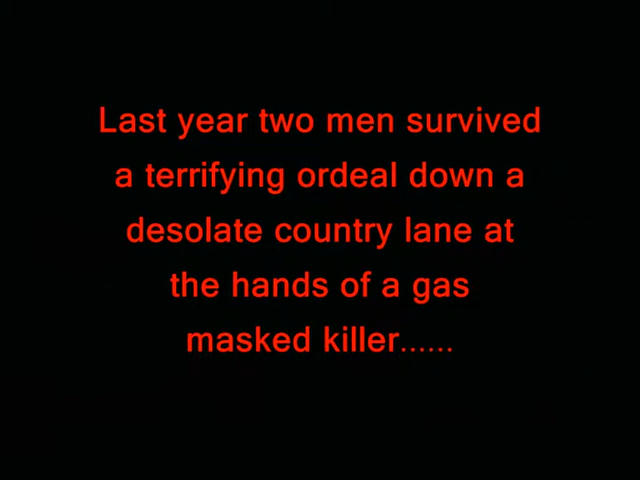 Last year two men survived
a terrifying ordeal down a
desolate country lane at
the hands of a gas
masked killer......